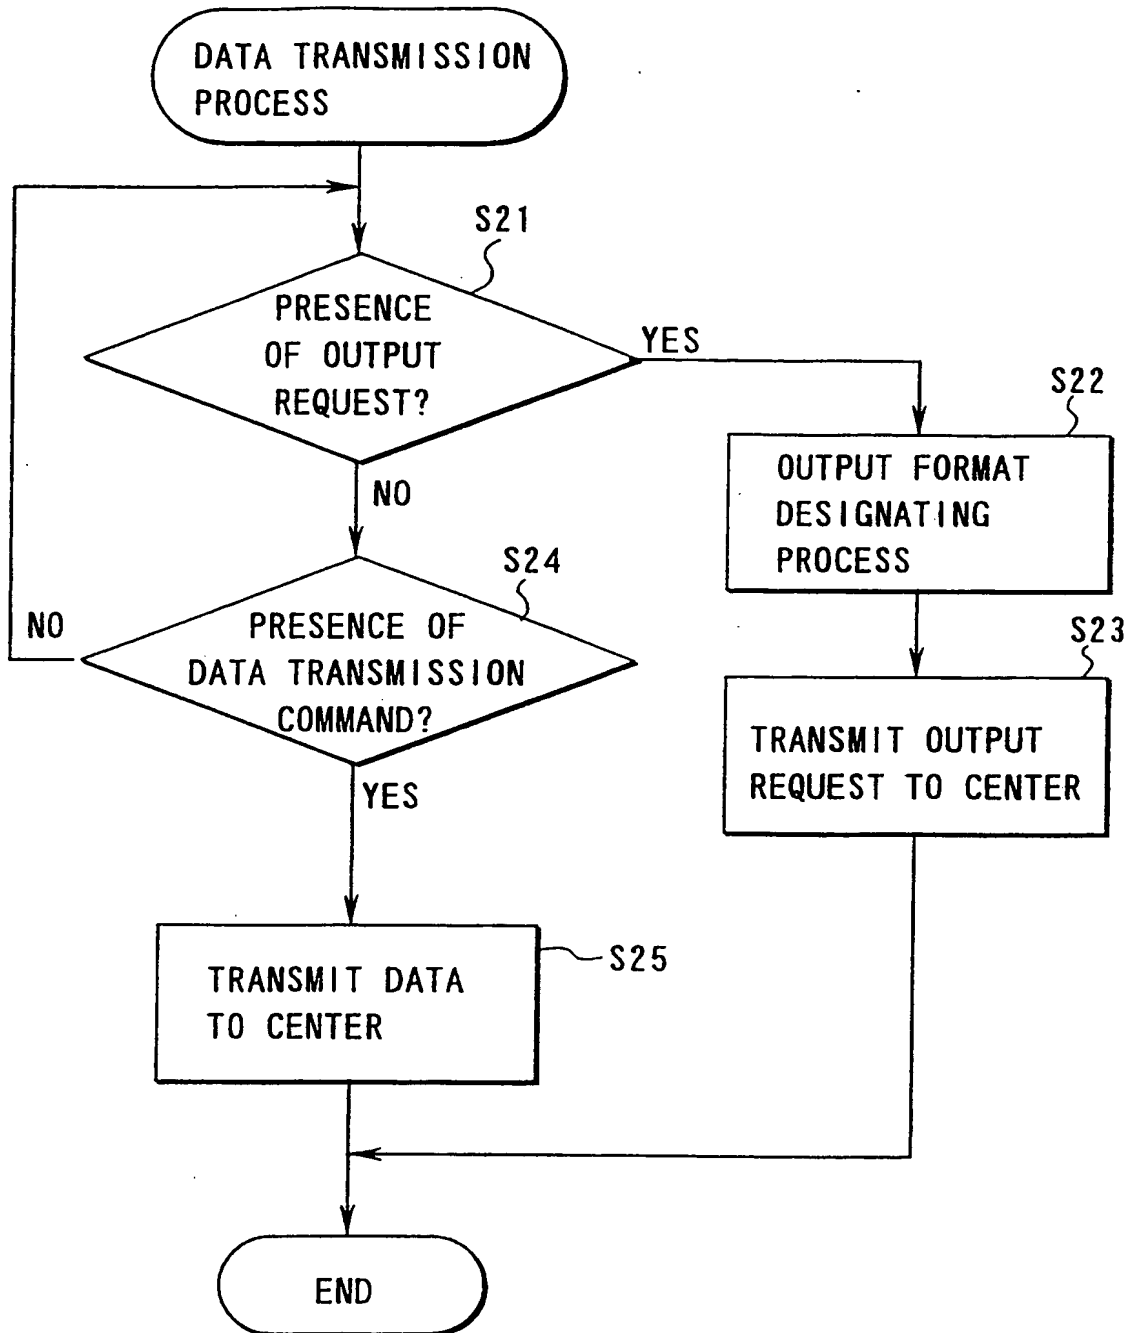 DATA TRANSMISSION
PROCESS
S21
PRESENCE
OF OUTPUT
REQUEST?
YES
S22
OUTPUT FORMAT
DESIGNATING
PROCESS
NO
S24
PRESENCE OF
DATA TRANSMISSION
COMMAND?
NO
S23
TRANSMIT OUTPUT
REQUEST TO CENTER
YES
S25
TRANSMIT DATA
TO CENTER
END